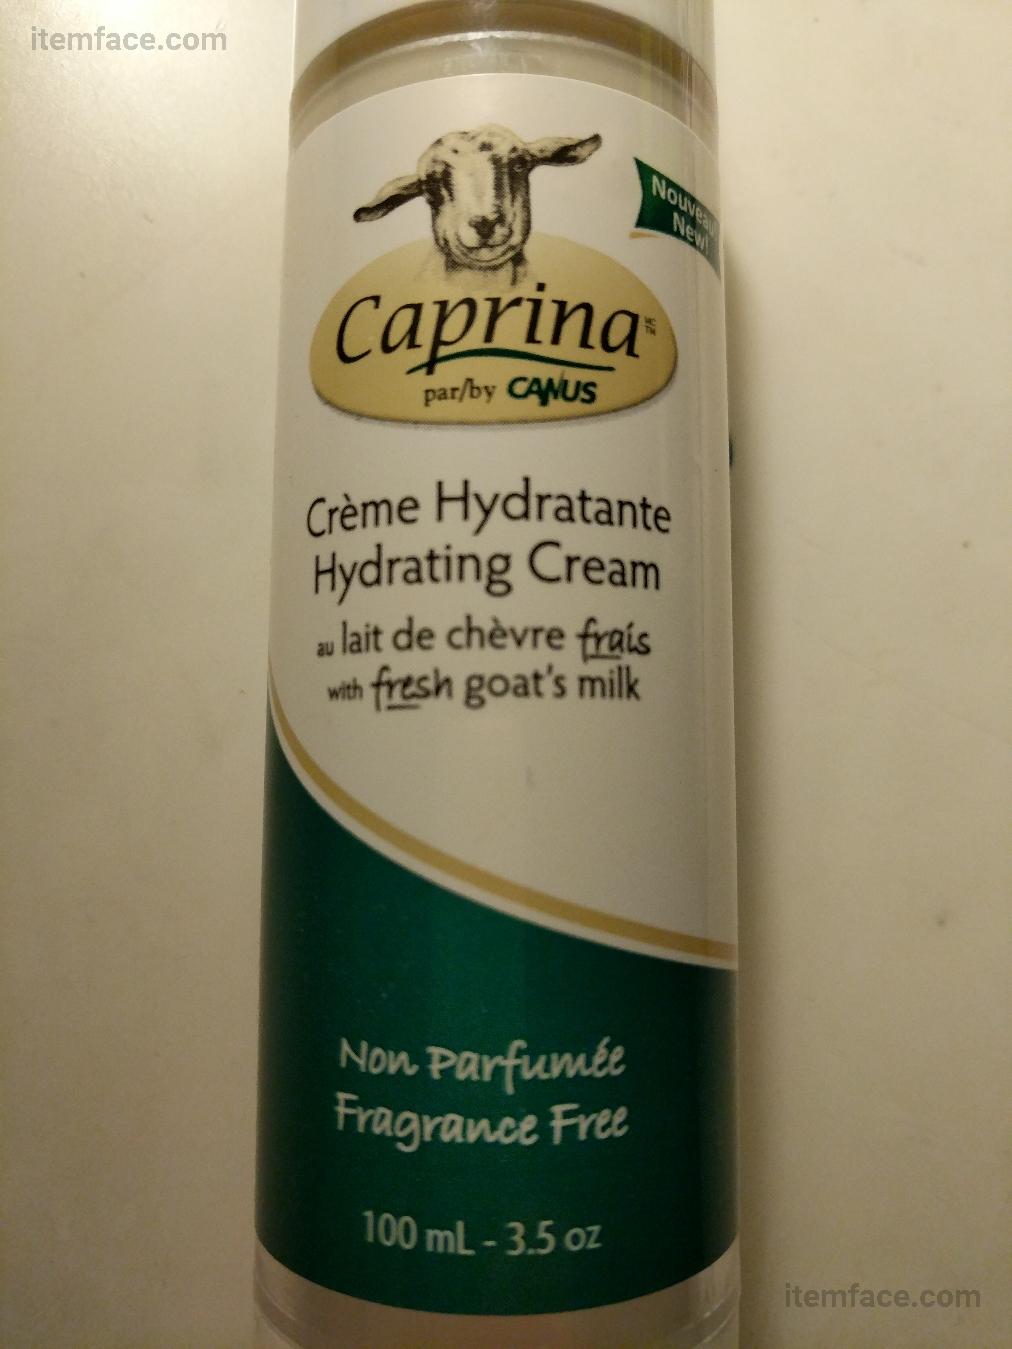 itemface.com
Nouveau
New!
Caprina
MC
TM
par/by CANUS
Crème Hydratante
Hydrating Cream
au lait de chèvre frais
with fresh goat's milk
Non Parfumée
Fragrance Free
100 mL - 3.5 oz
itemface.com